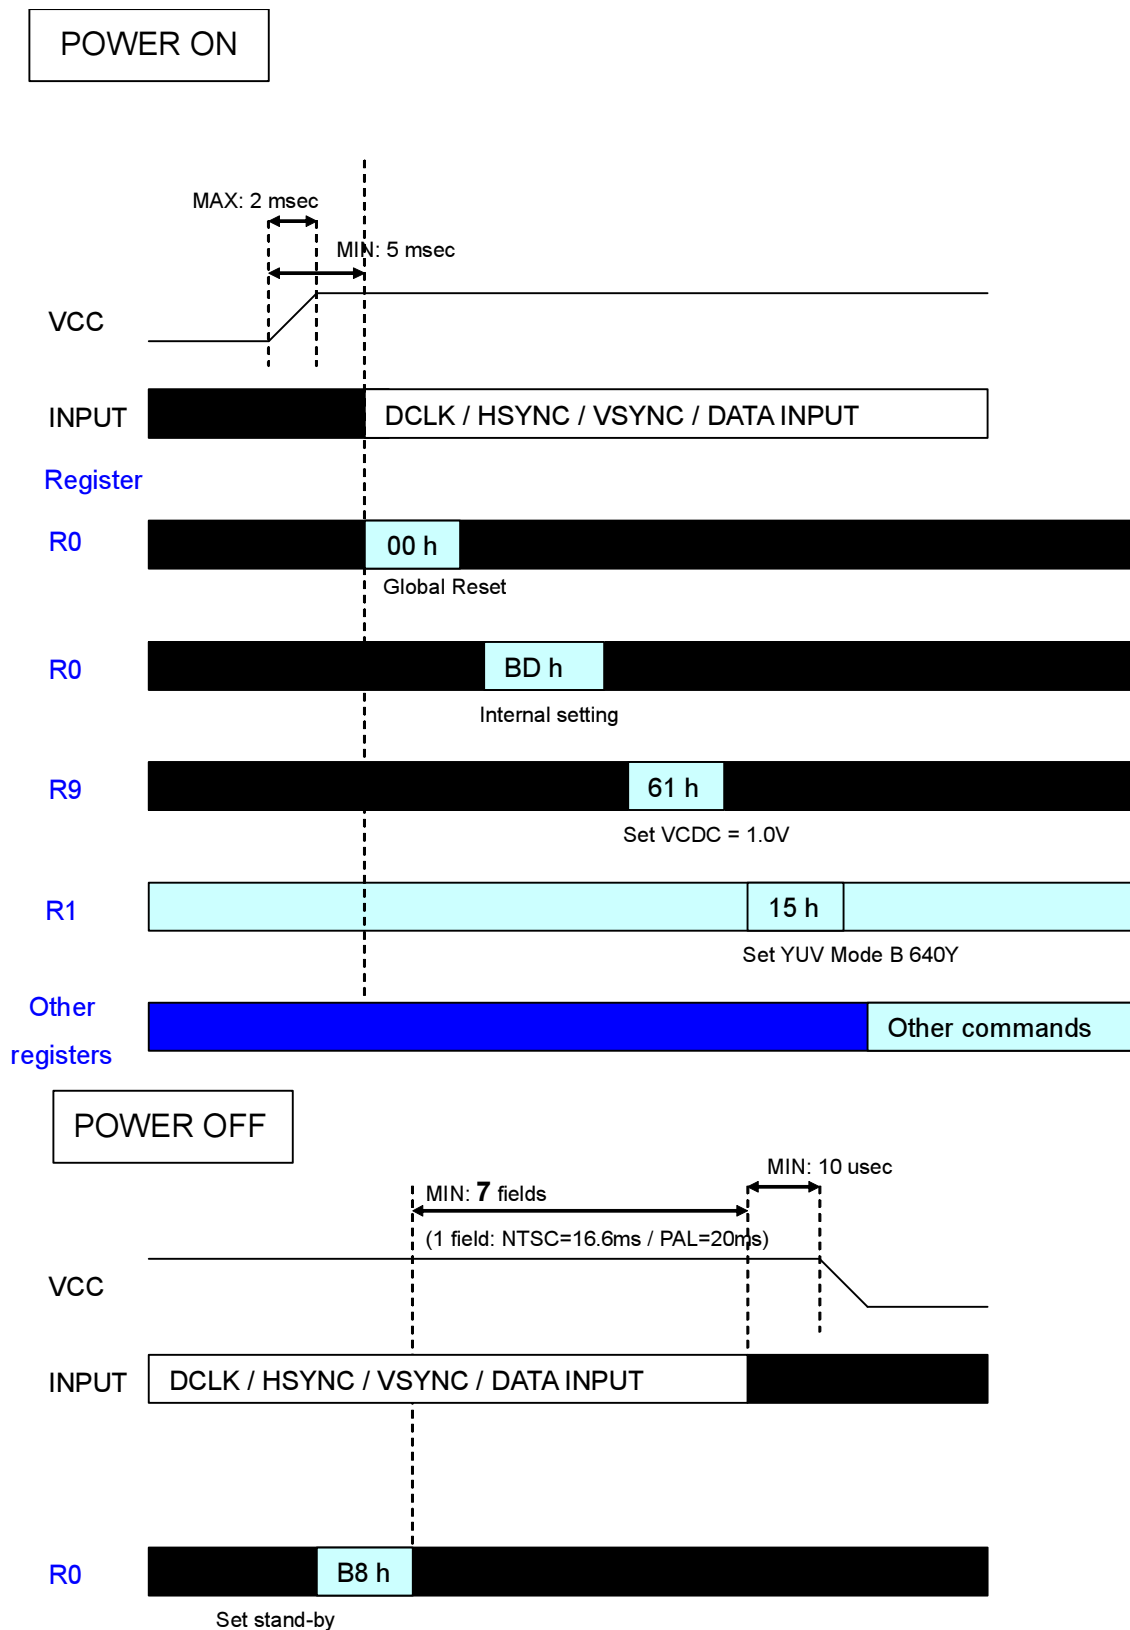 POWER ON
MAX: 2 msec
MIN: 5 msec
VCC
INPUT
DCLK / HSYNC / VSYNC / DATA INPUT
Register
R0
00 h
Global Reset
R0
BD h
Internal setting
R9
61 h
Set VCDC = 1.0V
R1
15 h
Set YUV Mode B 640Y
Other
registers
Other commands
POWER OFF
MIN: 10 usec
MIN: 7 fields
(1 field: NTSC=16.6ms / PAL=20ms)
VCC
INPUT
DCLK / HSYNC / VSYNC / DATA INPUT
R0
B8 h
Set stand-by